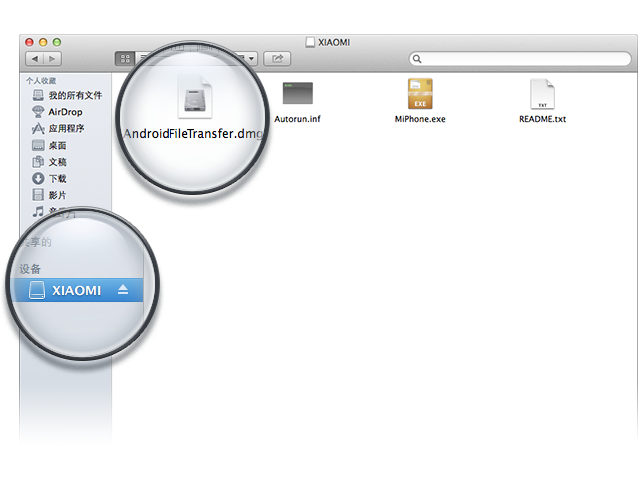 XIAOMI
个人收藏
我的所有文件
AirDrop
应用程序
桌面
文稿
下载
影片
共享的
设备
XIAOMI
AndroidFileTransfer.dmg
Autorun.inf
EXE
MiPhone.exe
TXT
README.txt